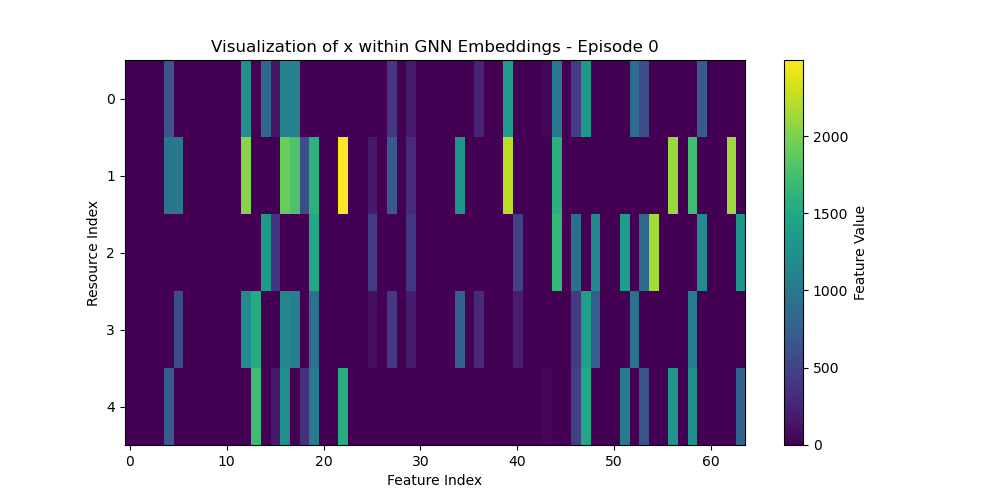 Visualization of x within GNN Embeddings - Episode 0
Resource Index
0
1
2
3
4
0 10 20 30 40 50 60
Feature Index
2000
1500
1000
500
0
Feature Value